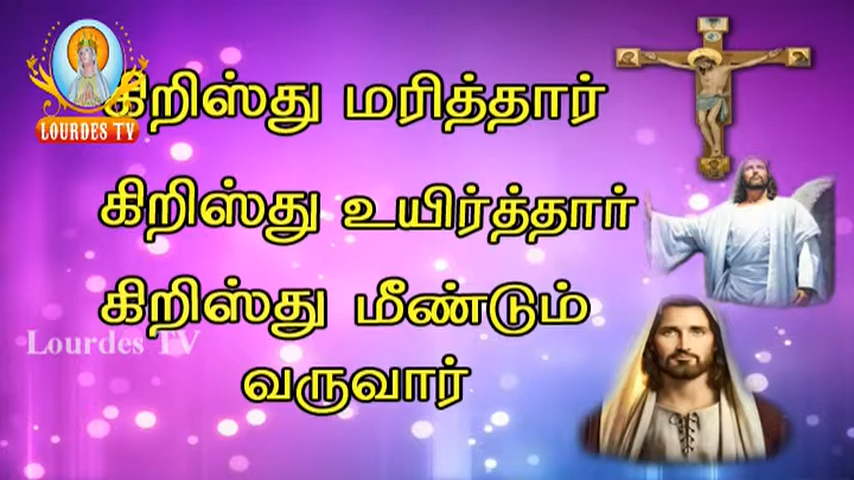 LOURDES TV
கிறிஸ்து மரித்தார்
கிறிஸ்து உயிர்த்தார்
கிறிஸ்து மீண்டும்
Lourdes TV
வருவார்